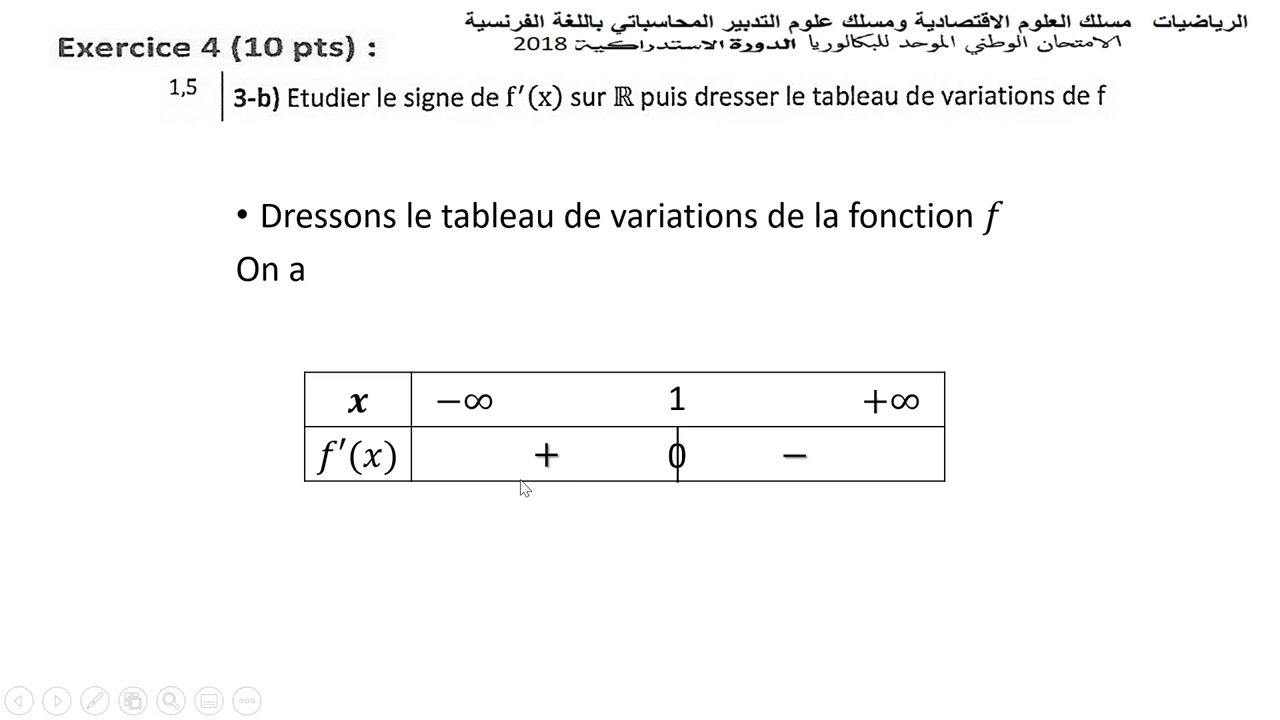 الرياضيات مسلك العلوم الاقتصادية ومسلك علوم التدبير المحاسباتي باللغة الفرنسية
الامتحان الوطني الموحد للبكالوريا الدورة الاستدراكية 2018
Exercice 4 (10 pts) :
1,5 3-b) Etudier le signe de f′(x) sur ℝ puis dresser le tableau de variations de f
• Dressons le tableau de variations de la fonction f
On a
x −∞ 1 +∞
f′(x) + 0 −